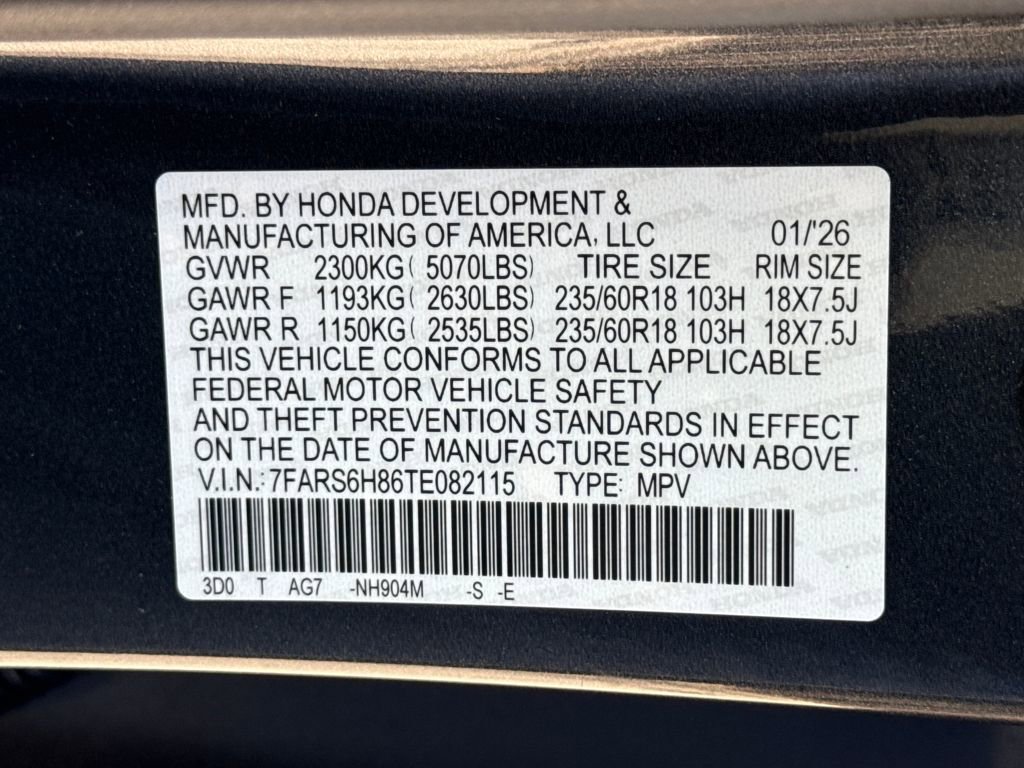 MFD. BY HONDA DEVELOPMENT &
MANUFACTURING OF AMERICA, LLC 01/'26
GVWR 2300KG( 5070LBS) TIRE SIZE RIM SIZE
GAWR F 1193KG( 2630LBS) 235/60R18 103H 18X7.5J
GAWR R 1150KG( 2535LBS) 235/60R18 103H 18X7.5J
THIS VEHICLE CONFORMS TO ALL APPLICABLE
FEDERAL MOTOR VEHICLE SAFETY
AND THEFT PREVENTION STANDARDS IN EFFECT
ON THE DATE OF MANUFACTURE SHOWN ABOVE.
V.I.N.: 7FARS6H86TE082115 TYPE: MPV
3D0 T AG7 -NH904M -S -E